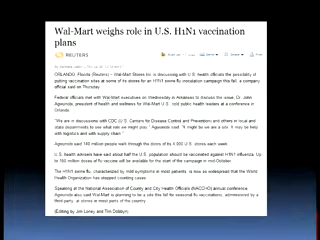 Wal-Mart weighs role in U.S. H1N1 vaccination
plans
REUTERS
ORLANDO, Florida (Reuters) – Wal-Mart Stores Inc is discussing with U.S. health officials the possibility of
putting vaccination sites at some of its stores for an H1N1 swine flu inoculation campaign this fall, a company
official said on Thursday.
Federal officials met with Wal-Mart executives on Wednesday in Arkansas to discuss the issue, Dr. John
Agwunobi, president of health and wellness for Wal-Mart U.S. told public health leaders at a conference in
Orlando.
"We are in discussions with CDC (U.S. Centers for Disease Control and Prevention) and others in local and
state departments to see what role we might play," Agwunobi said. "It might be we are a site. It may be help
with logistics and with supply chain."
Agwunobi said 140 million people walk through the doors of its 4,000 U.S. stores each week.
U.S. health advisers have said about half the U.S. population should be vaccinated against H1N1 influenza. Up
to 160 million doses of flu vaccine will be available for the start of the campaign in mid-October.
The H1N1 swine flu, characterized by mild symptoms in most patients, is now so widespread that the World
Health Organization has stopped counting cases.
Speaking at the National Association of County and City Health Officials (NACCHO) annual conference,
Agwunobi also said Wal-Mart is planning to be a site this fall for seasonal flu vaccinations, administered by a
third party, at stores in most parts of the country.
(Editing by Jim Loney and Tim Dobbyn)